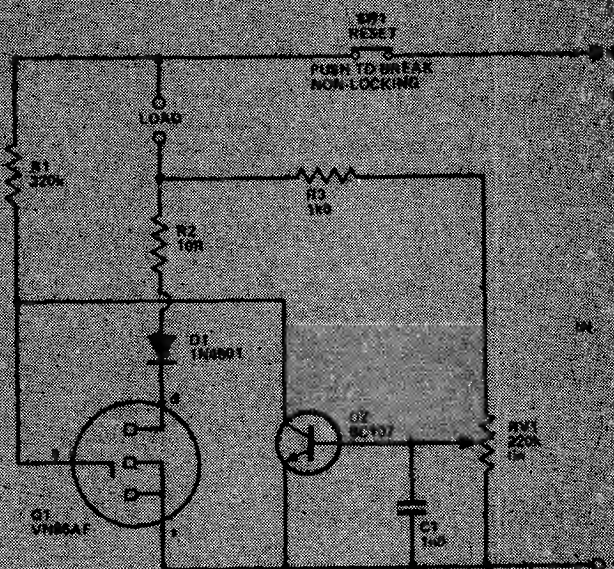 SW1
RESET
PUSH TO BREAK
NON-LOCKING
LOAD
R1
320k
R3
1k0
R2
10R
D1
1N4001
d
Q2
BC107
RV1
220k
lin
g
Q1
VN66AF
s
C1
1n0